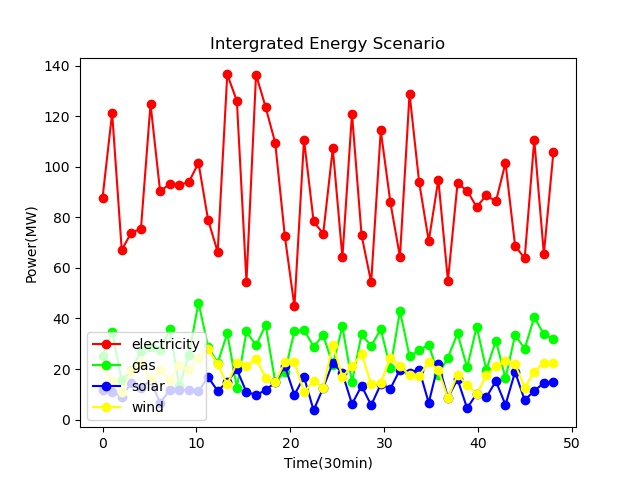 Intergrated Energy Scenario
Power(MW)
140
120
100
80
60
40
20
0
electricity
gas
solar
wind
0 10 20 30 40 50
Time(30min)